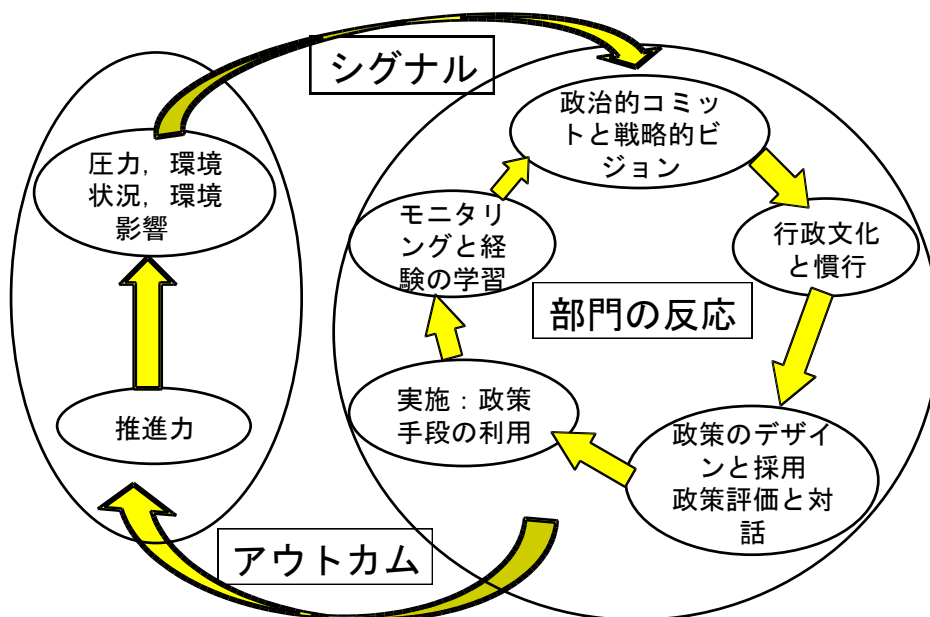 シグナル
圧力，環境
状況，環境
影響
推進力
政治的コミッ
トと戦略的ビ
ジョン
行政文化
と慣行
モニタリ
ングと経
験の学習
部門の反応
実施：政策
手段の利用
政策のデザイ
ンと採用
政策評価と対
話
アウトカム